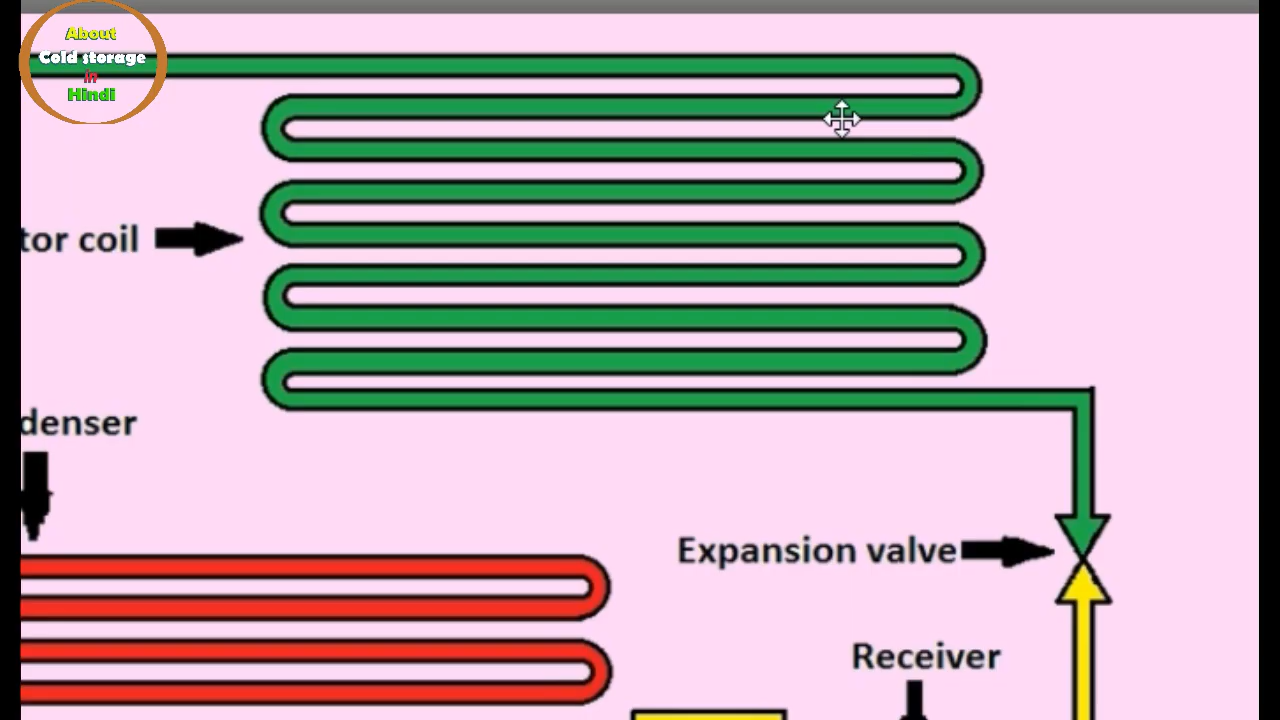 About
Cold storage
in
Hindi
tor coil
denser
Expansion valve
Receiver